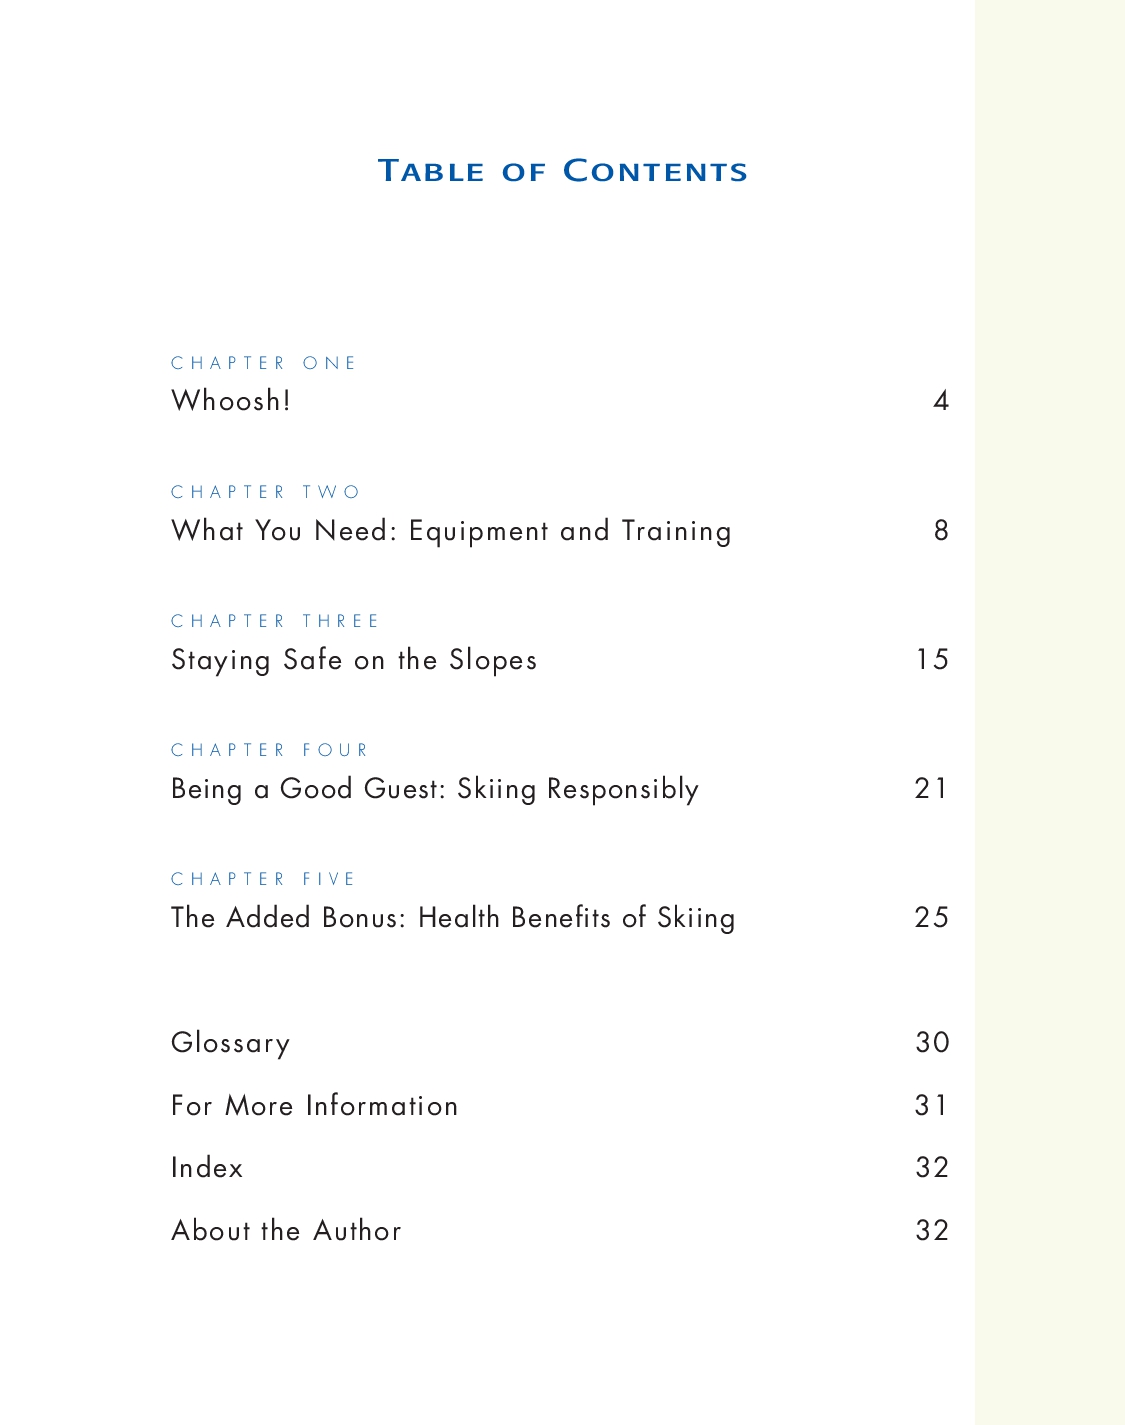 TABLE OF CONTENTS
CHAPTER ONE
Whoosh! 4
CHAPTER TWO
What You Need: Equipment and Training 8
CHAPTER THREE
Staying Safe on the Slopes 15
CHAPTER FOUR
Being a Good Guest: Skiing Responsibly 21
CHAPTER FIVE
The Added Bonus: Health Benefits of Skiing 25
Glossary 30
For More Information 31
Index 32
About the Author 32